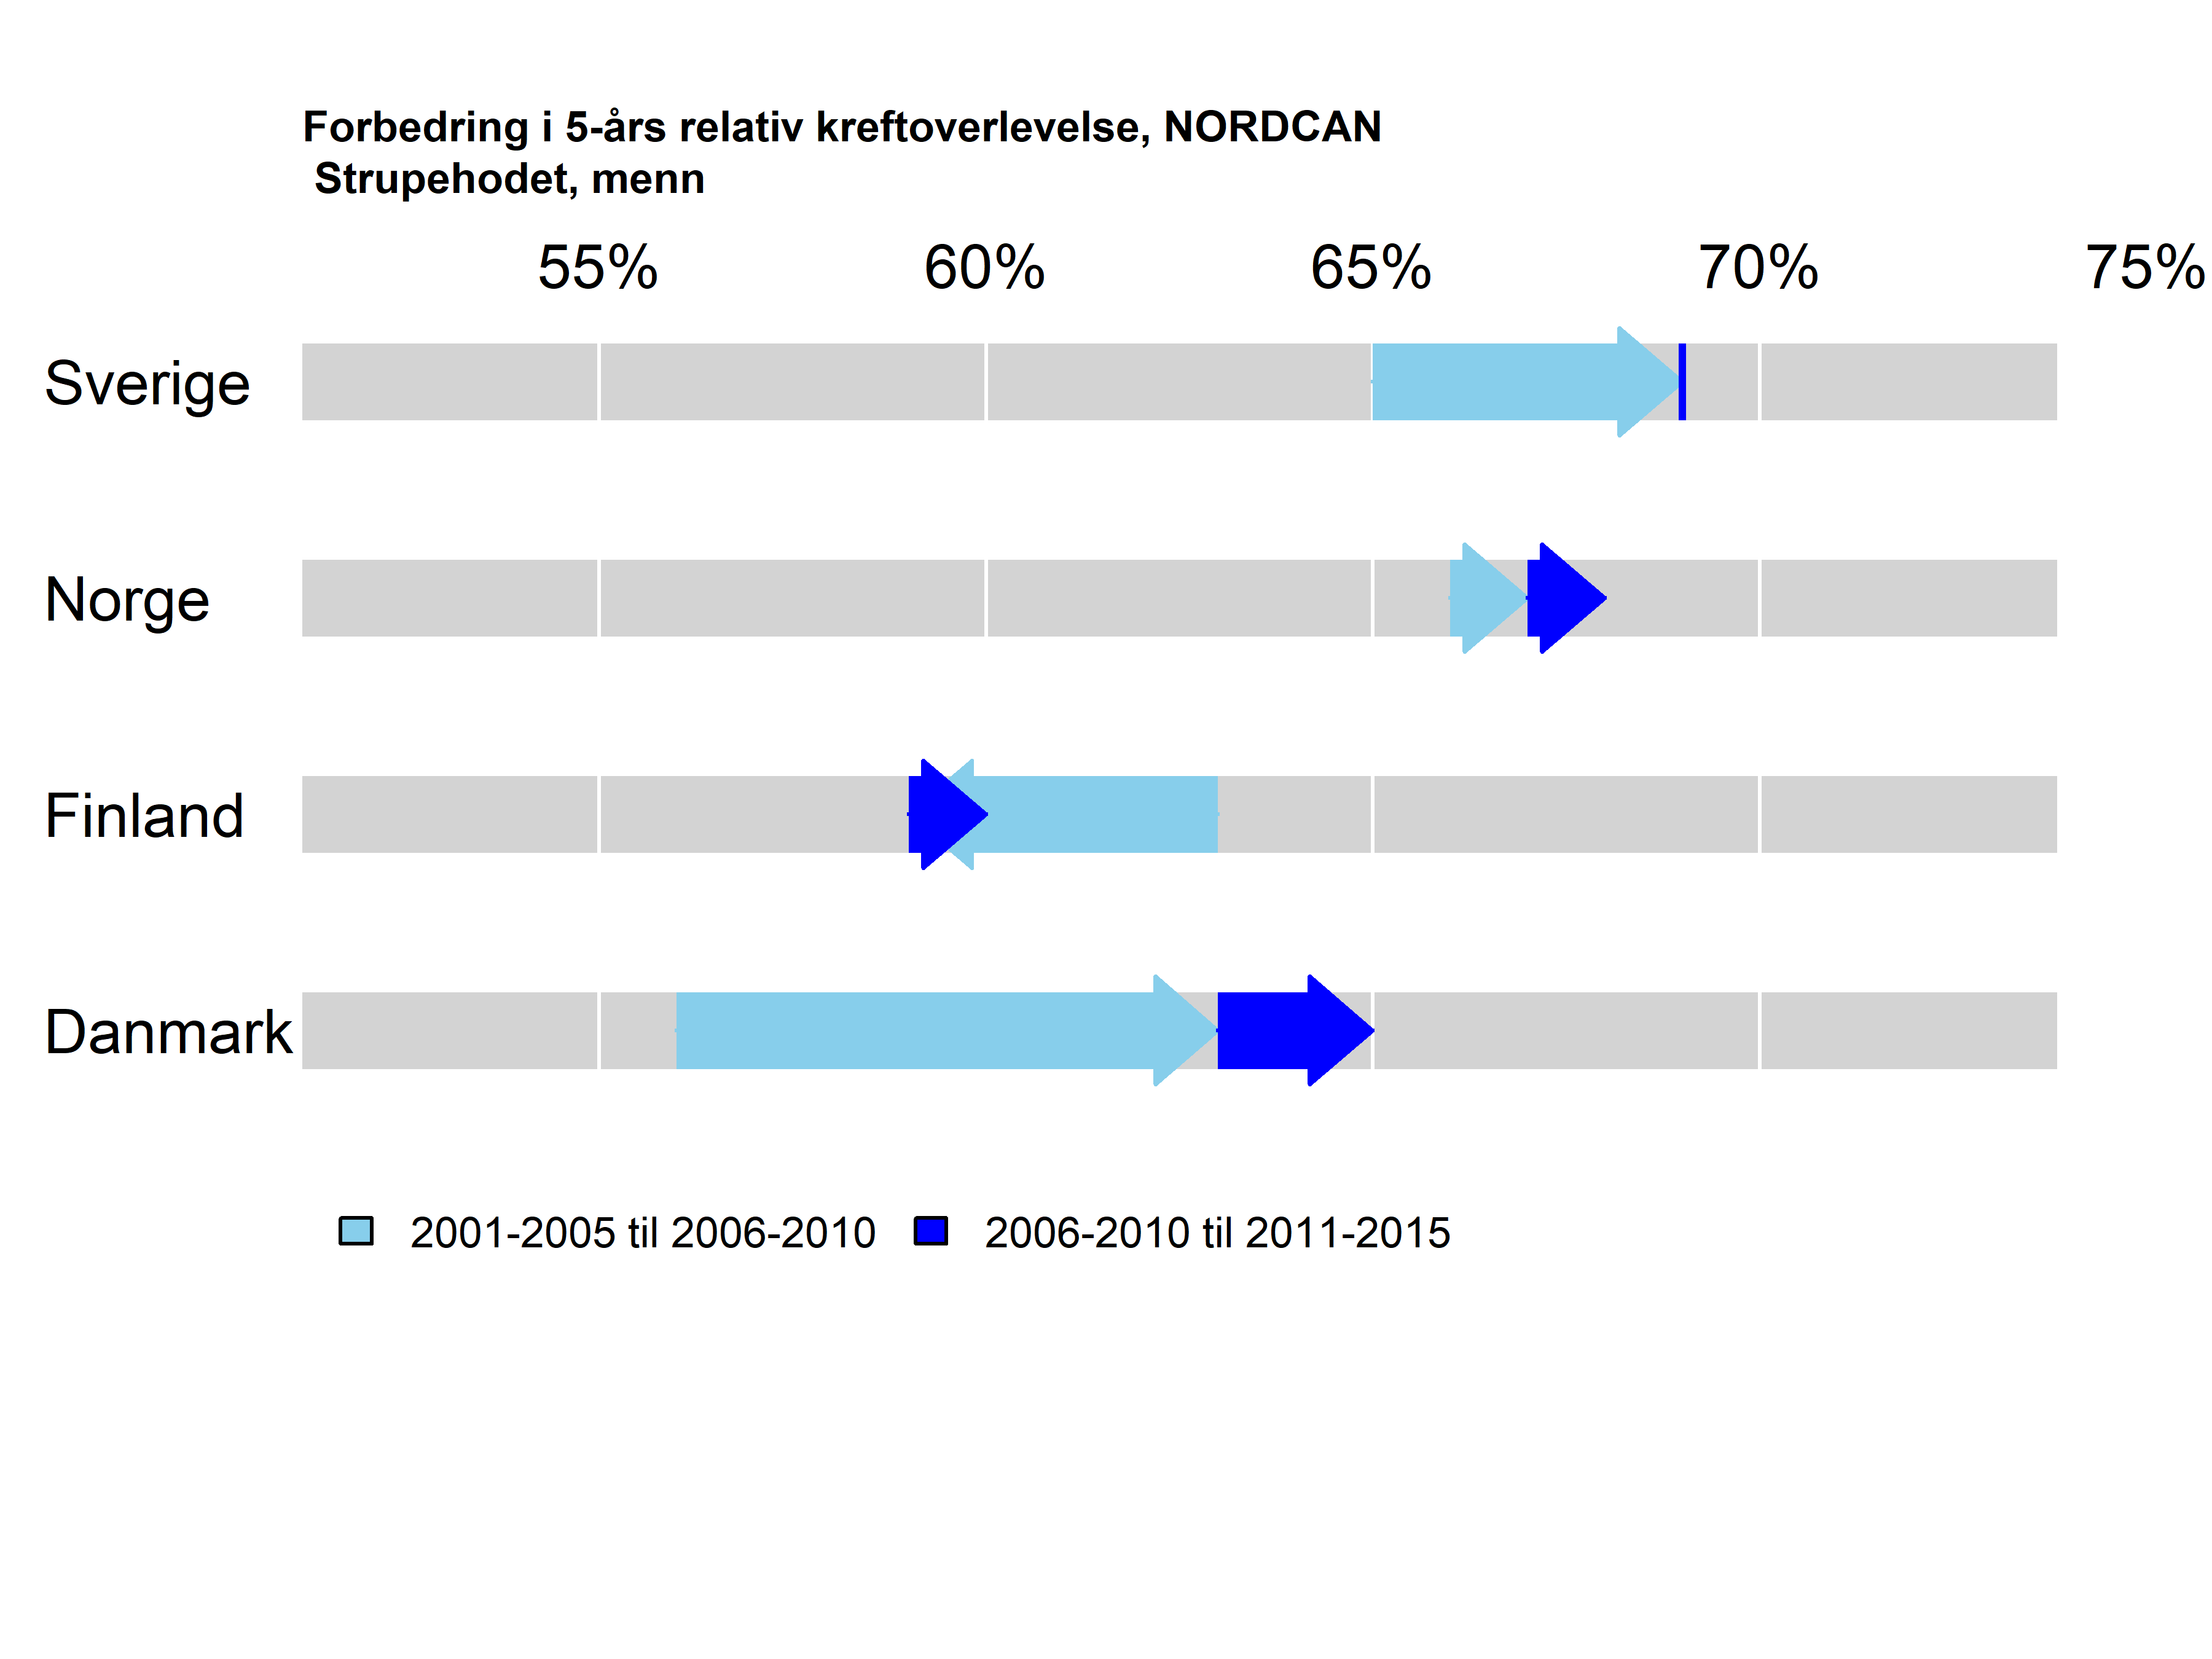 Forbedring i 5-års relativ kreftoverlevelse, NORDCAN
Strupehodet, menn
55% 60% 65% 70% 75%
Sverige
Norge
Finland
Danmark
2001-2005 til 2006-2010 2006-2010 til 2011-2015